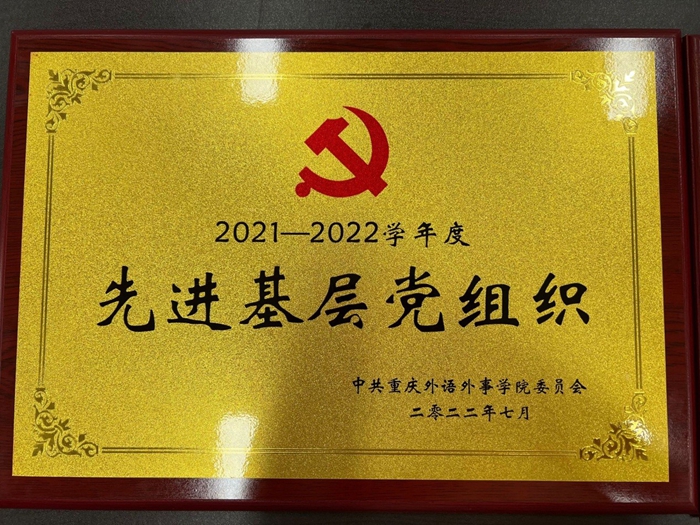 2021—2022学年度
先进基层党组织
中共重庆外语外事学院委员会
二零二二年七月